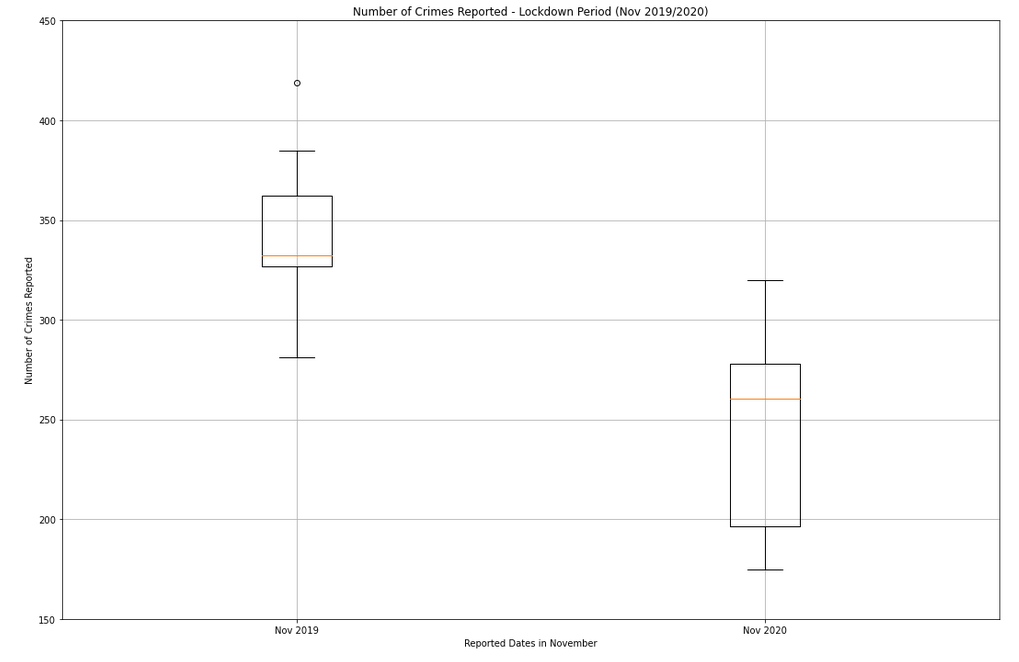 Number of Crimes Reported - Lockdown Period (Nov 2019/2020)
450
400
350
300
250
200
150
Number of Crimes Reported
Nov 2019
Nov 2020
Reported Dates in November